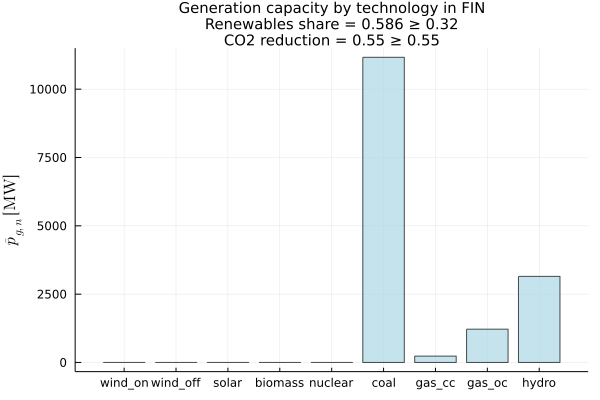 Generation capacity by technology in FIN
Renewables share = 0.586 ≥ 0.32
CO2 reduction = 0.55 ≥ 0.55
p̄_{g,n} [MW]
10000
7500
5000
2500
0
wind_on wind_off solar biomass nuclear coal gas_cc gas_oc hydro